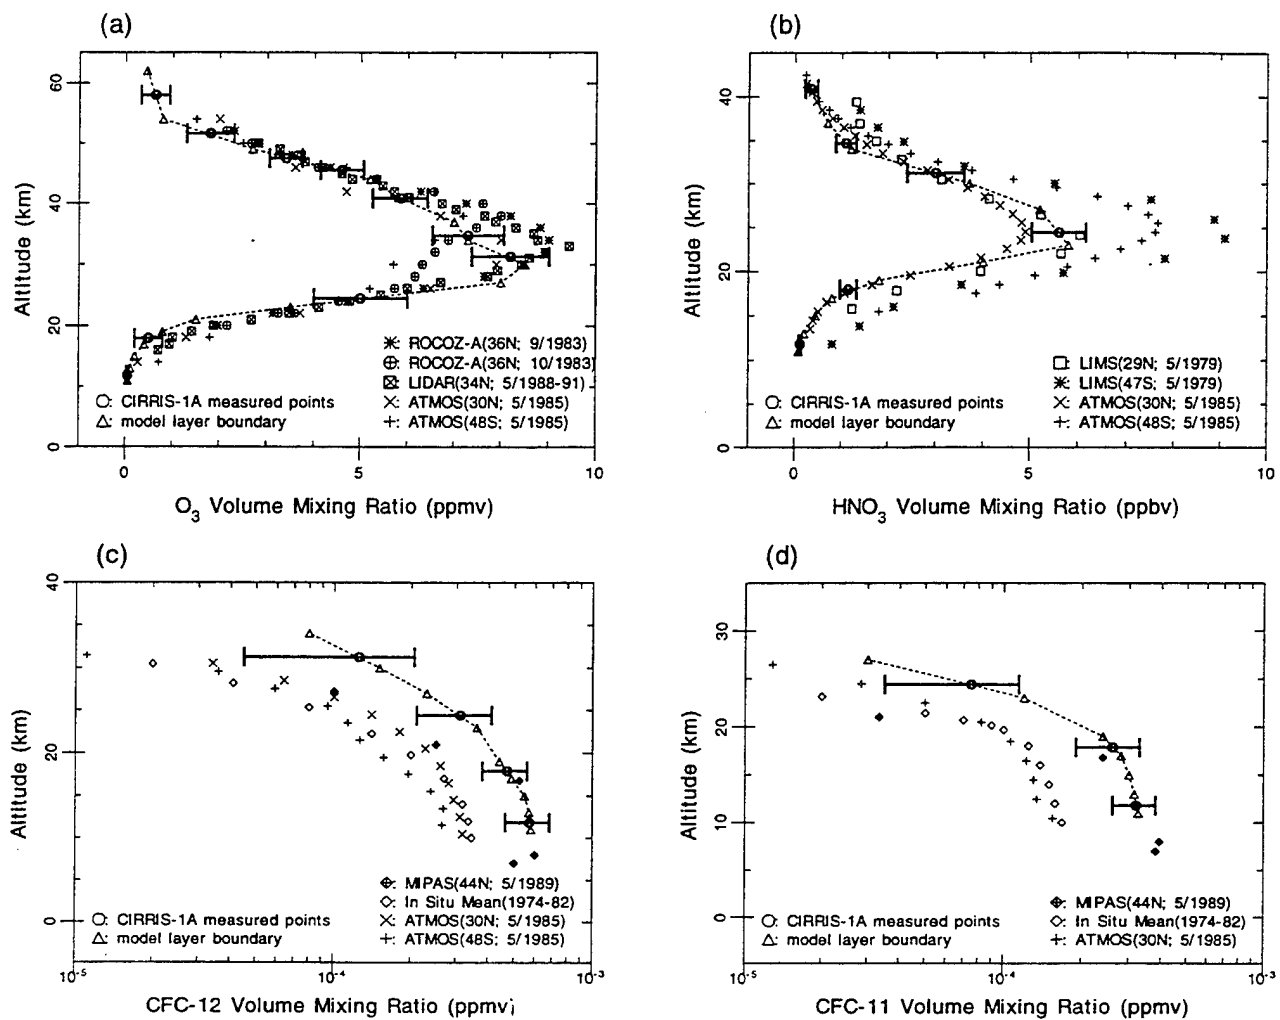 (a)
60
40
20
0
Altitude (km)
✳: ROCOZ-A(36N; 9/1983)
⊕: ROCOZ-A(36N; 10/1983)
⊠: LIDAR(34N; 5/1988-91)
○: CIRRIS-1A measured points
×: ATMOS(30N; 5/1985)
△: model layer boundary
+: ATMOS(48S; 5/1985)
0 5 10
O3 Volume Mixing Ratio (ppmv)
(b)
40
20
0
Altitude (km)
□: LIMS(29N; 5/1979)
✳: LIMS(47S; 5/1979)
○: CIRRIS-1A measured points
×: ATMOS(30N; 5/1985)
△: model layer boundary
+: ATMOS(48S; 5/1985)
0 5 10
HNO3 Volume Mixing Ratio (ppbv)
(c)
40
20
0
Altitude (km)
MIPAS(44N; 5/1989)
◇: In Situ Mean(1974-82)
○: CIRRIS-1A measured points
×: ATMOS(30N; 5/1985)
△: model layer boundary
+: ATMOS(48S; 5/1985)
10-5 10-4 10-3
CFC-12 Volume Mixing Ratio (ppmv)
(d)
30
20
10
0
Altitude (km)
MIPAS(44N; 5/1989)
○: CIRRIS-1A measured points
◇: In Situ Mean(1974-82)
△: model layer boundary
+: ATMOS(30N; 5/1985)
10-5 10-4 10-3
CFC-11 Volume Mixing Ratio (ppmv)